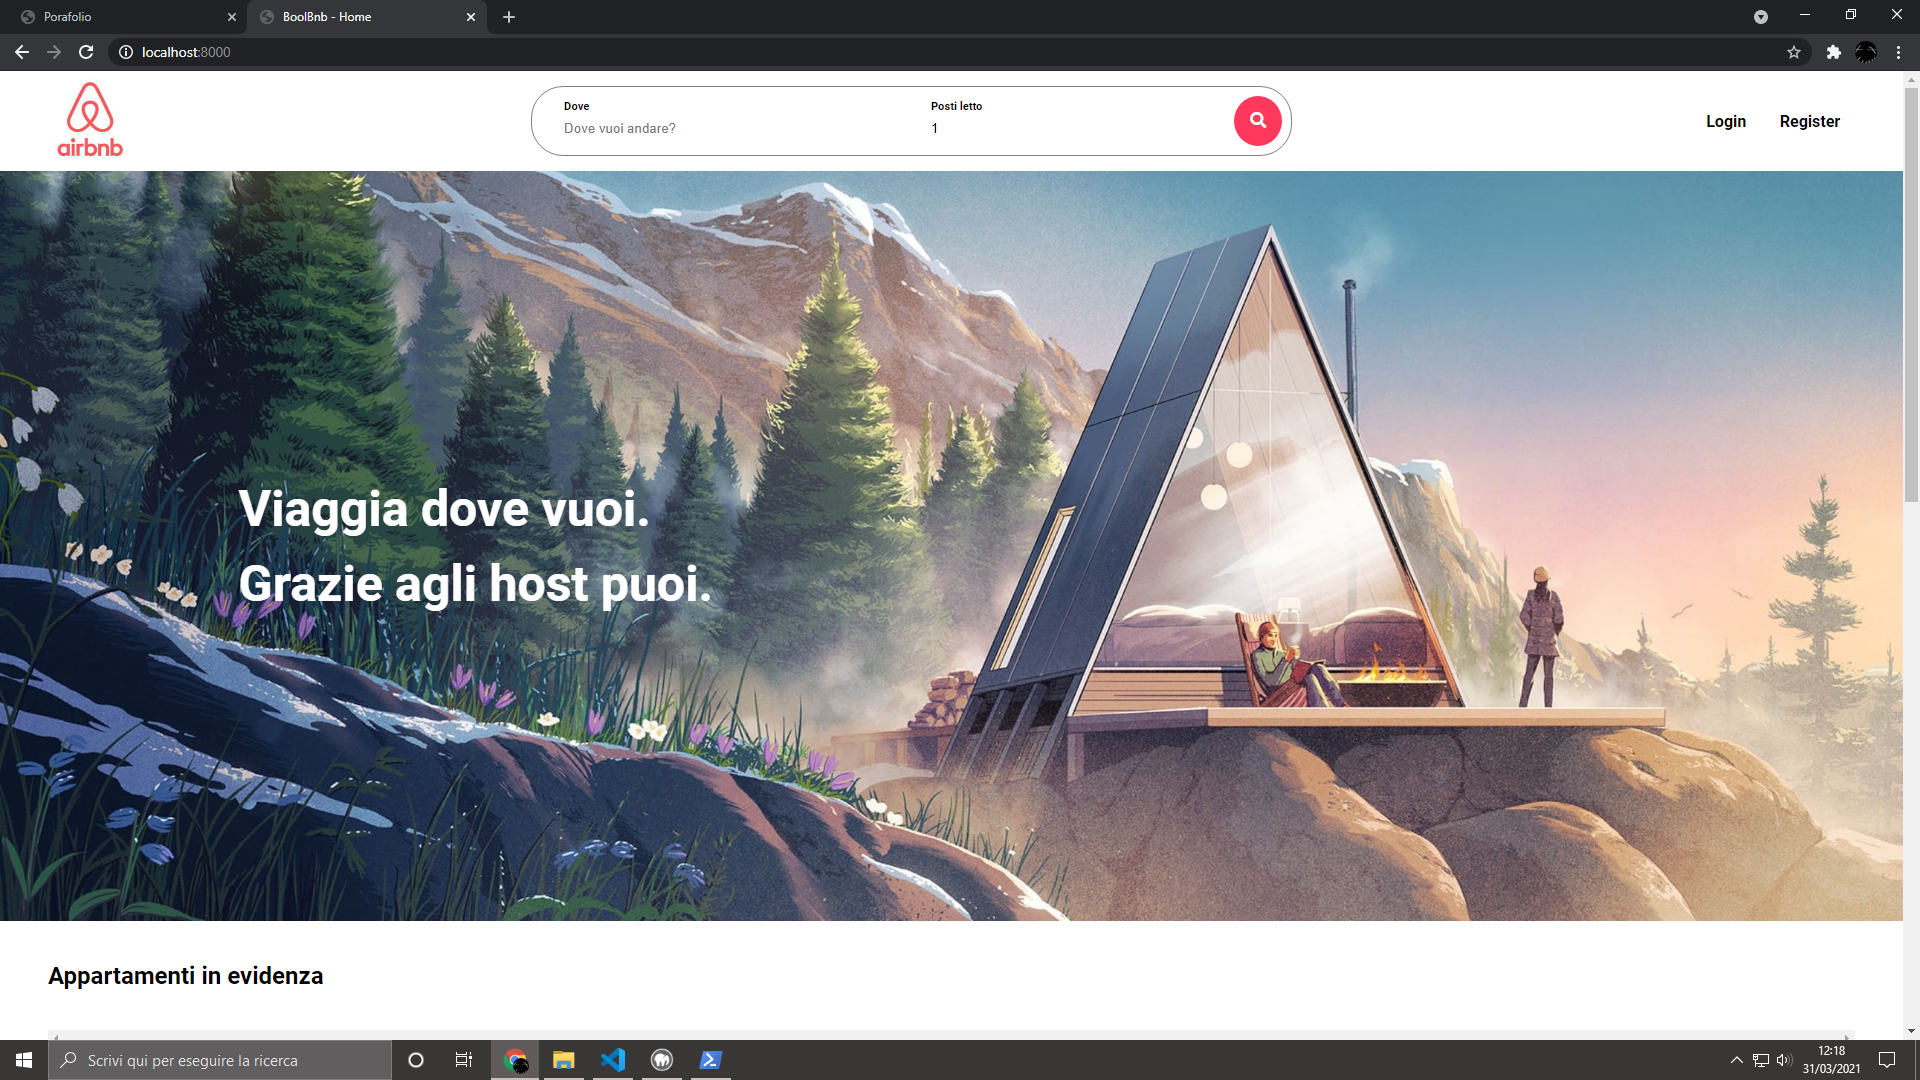 Porafolio
BoolBnb - Home
localhost:8000
airbnb
Dove
Dove vuoi andare?
Posti letto
1
Login
Register
Viaggia dove vuoi.
Grazie agli host puoi.
Appartamenti in evidenza
Scrivi qui per eseguire la ricerca
12:18
31/03/2021